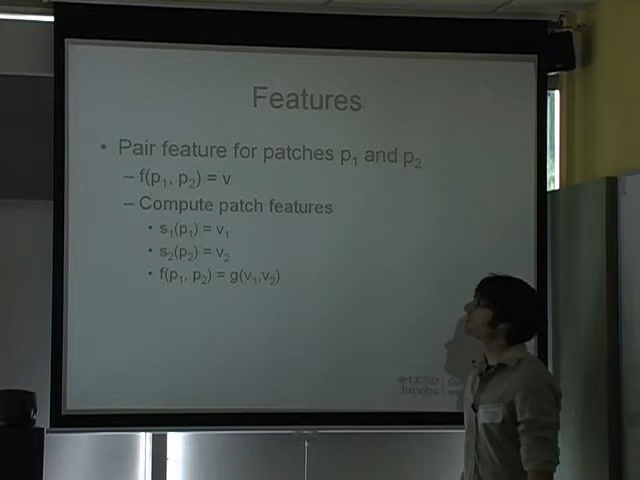 Features
• Pair feature for patches p₁ and p₂
– f(p₁, p₂) = v
– Compute patch features
• s₁(p₁) = v₁
• s₂(p₂) = v₂
• f(p₁, p₂) = g(v₁,v₂)
UCSD
Jacobs